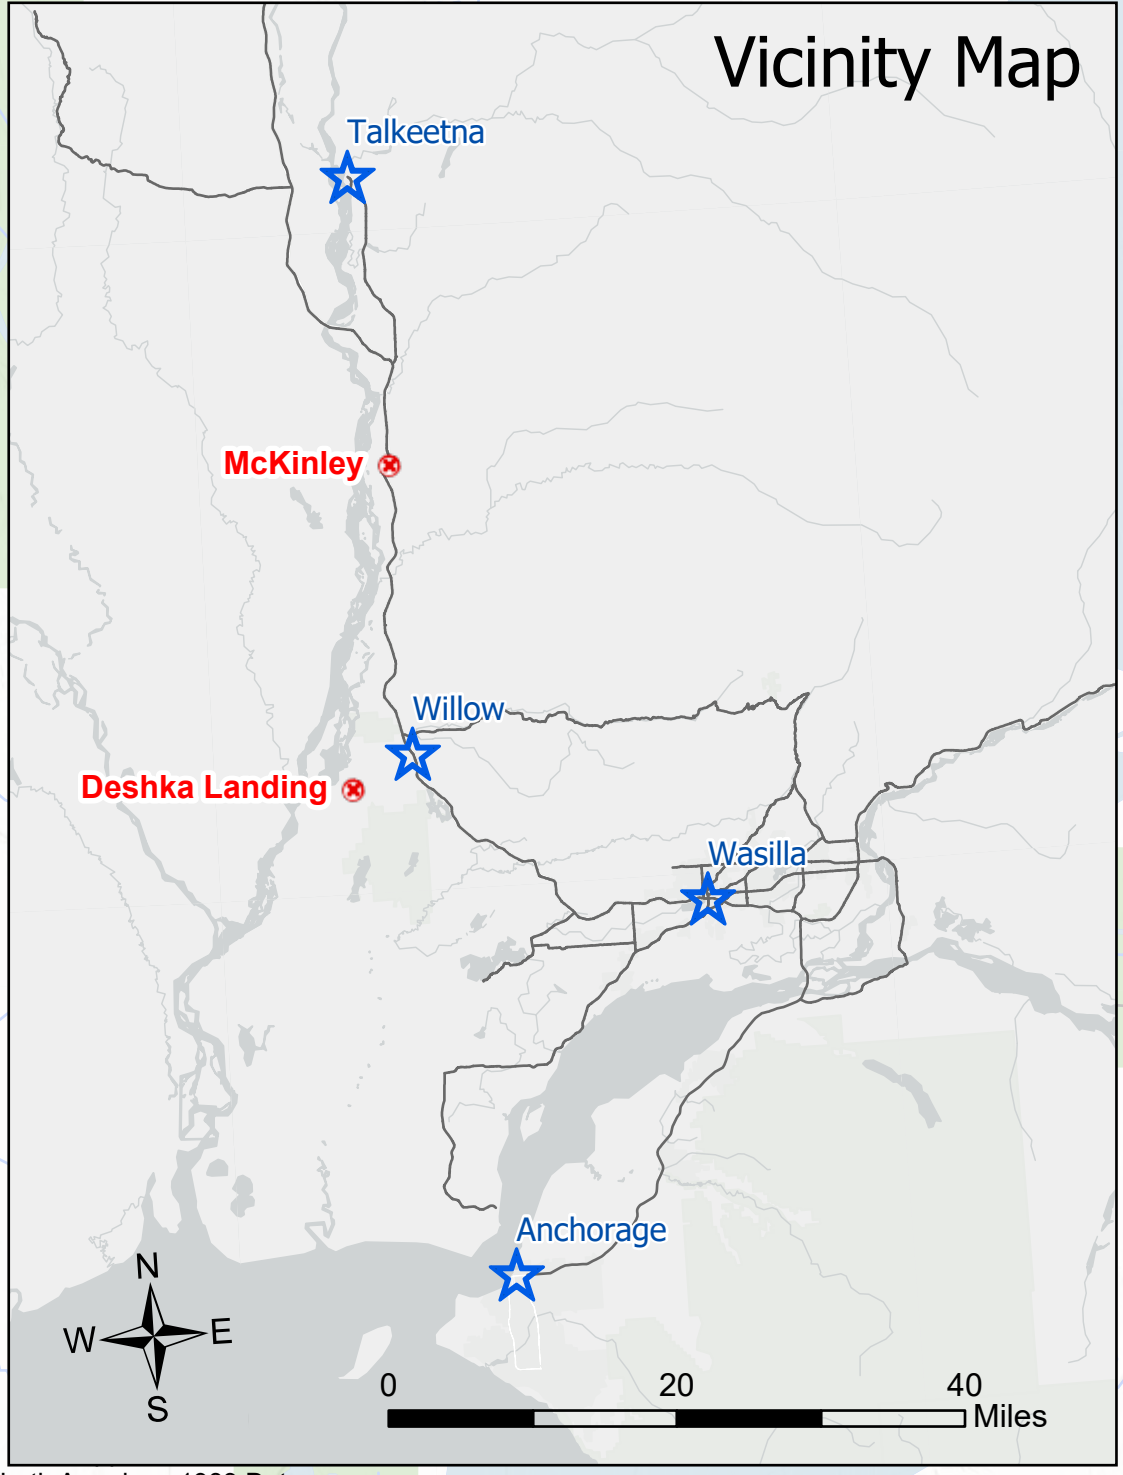 Vicinity Map
Talkeetna
McKinley
Willow
Deshka Landing
Wasilla
Anchorage
N
W E
S
0 20 40
Miles